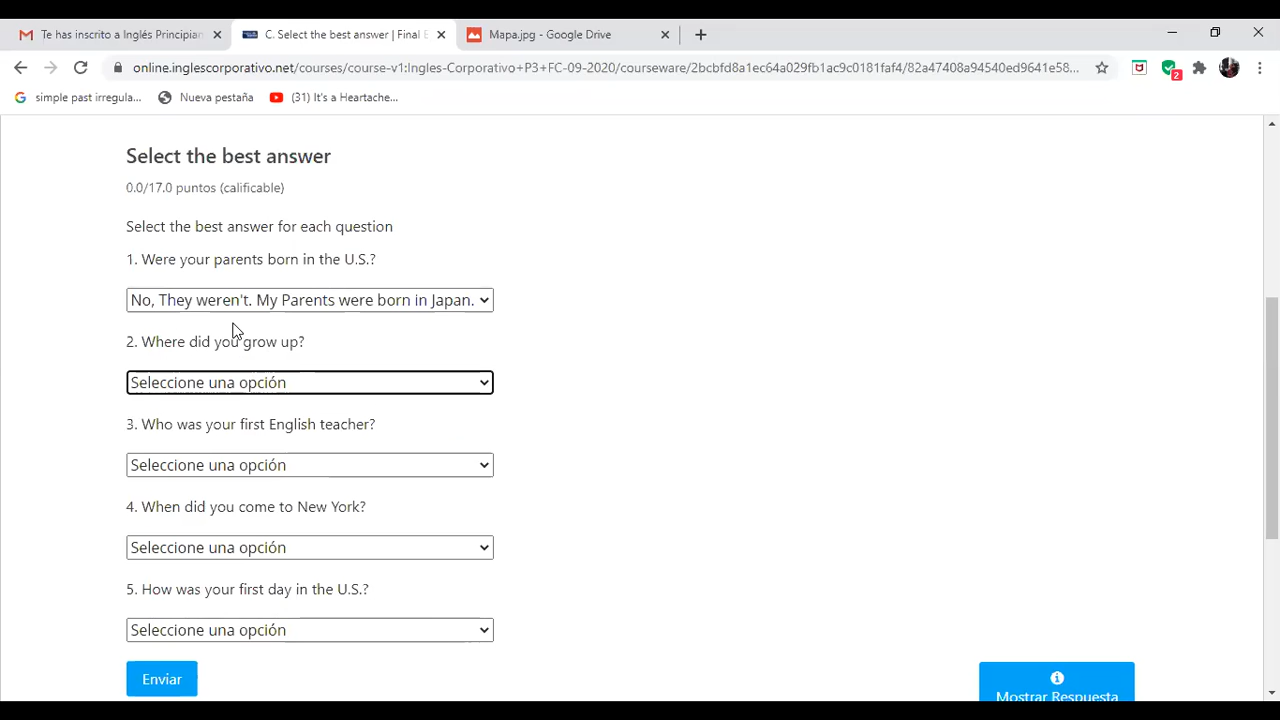 Te has inscrito a Inglés Principian
C. Select the best answer | Final E
Mapa.jpg - Google Drive
online.inglescorporativo.net/courses/course-v1:Ingles-Corporativo+P3+FC-09-2020/courseware/2bcbfd8a1ec64a029fb1ac9c0181faf4/82a47408a94540ed9641e58...
2
simple past irregula...
Nueva pestaña
(31) It's a Heartache...
Select the best answer
0.0/17.0 puntos (calificable)
Select the best answer for each question
1. Were your parents born in the U.S.?
No, They weren't. My Parents were born in Japan.
2. Where did you grow up?
Seleccione una opción
3. Who was your first English teacher?
Seleccione una opción
4. When did you come to New York?
Seleccione una opción
5. How was your first day in the U.S.?
Seleccione una opción
Enviar
Mostrar Respuesta